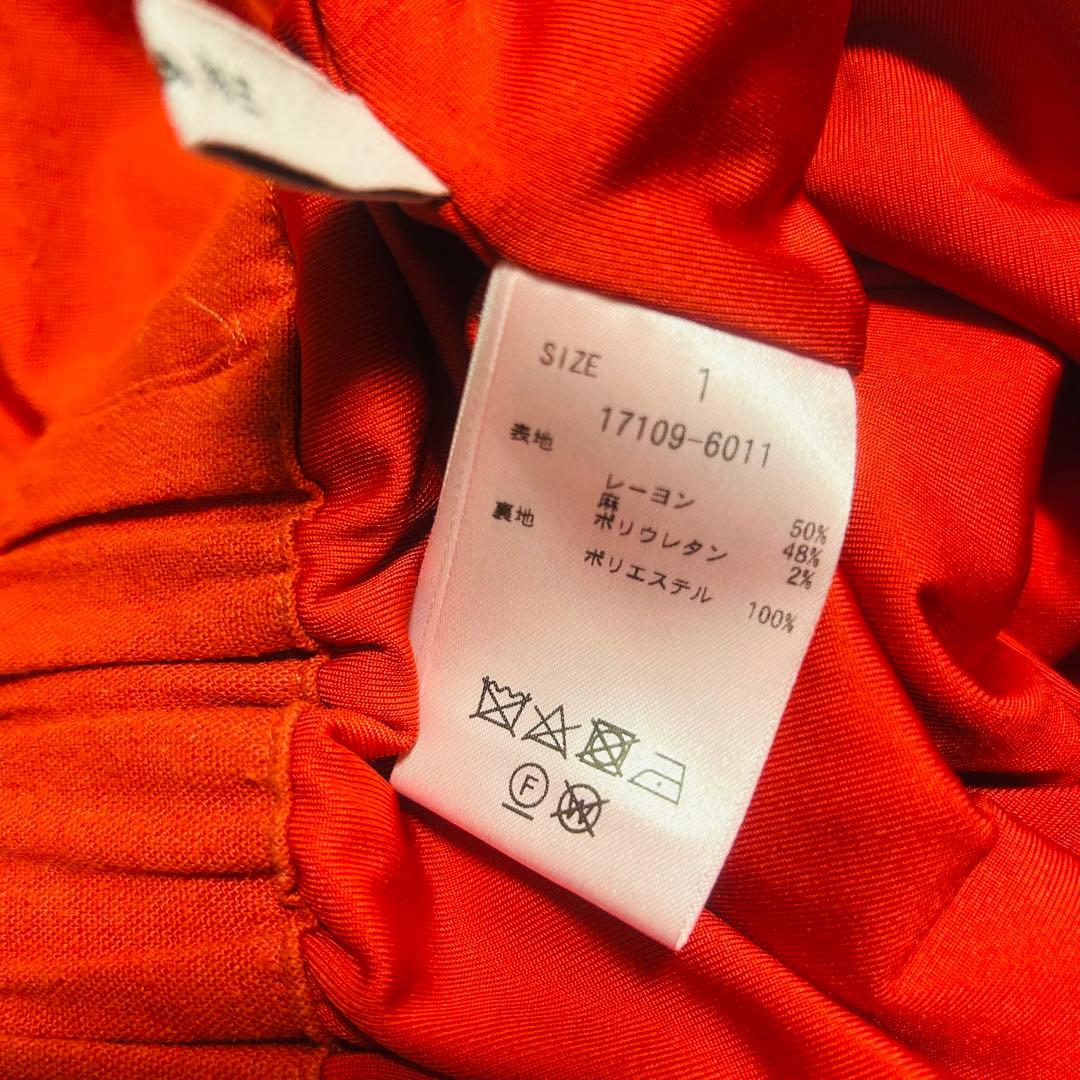 SIZE 1
17109-6011
表地
レーヨン 50%
麻 48%
ポリウレタン 2%
裏地
ポリエステル 100%
F
W